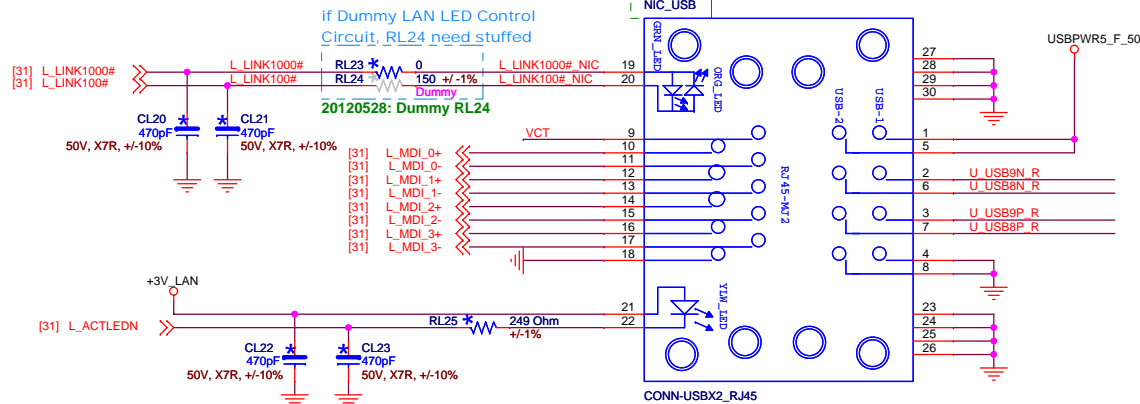 if Dummy LAN LED Control
Circuit, RL24 need stuffed
NIC_USB
USBPWR5_F_50
[31] L_LINK1000# L_LINK1000# RL23 * 0 L_LINK1000#_NIC 19
[31] L_LINK100# L_LINK100# RL24 150 +/-1% L_LINK100#_NIC 20
Dummy
20120528: Dummy RL24
GRN_LED
ORG_LED
27
28
29
30
* CL20
470pF
50V, X7R, +/-10%
* CL21
470pF
50V, X7R, +/-10%
VCT 9
[31] L_MDI_0+ 10
[31] L_MDI_0- 11
[31] L_MDI_1+ 12
[31] L_MDI_1- 13
[31] L_MDI_2+ 14
[31] L_MDI_2- 15
[31] L_MDI_3+ 16
[31] L_MDI_3- 17
18
RJ45-MJ2
USB-2
USB-1
1
5
2 U_USB9N_R
6 U_USB8N_R
3 U_USB9P_R
7 U_USB8P_R
4
8
+3V_LAN
21
[31] L_ACTLEDN RL25 * 249 Ohm 22
+/-1%
YLW_LED
23
24
25
26
CL22 *
470pF
50V, X7R, +/-10%
* CL23
470pF
50V, X7R, +/-10%
CONN-USBX2_RJ45